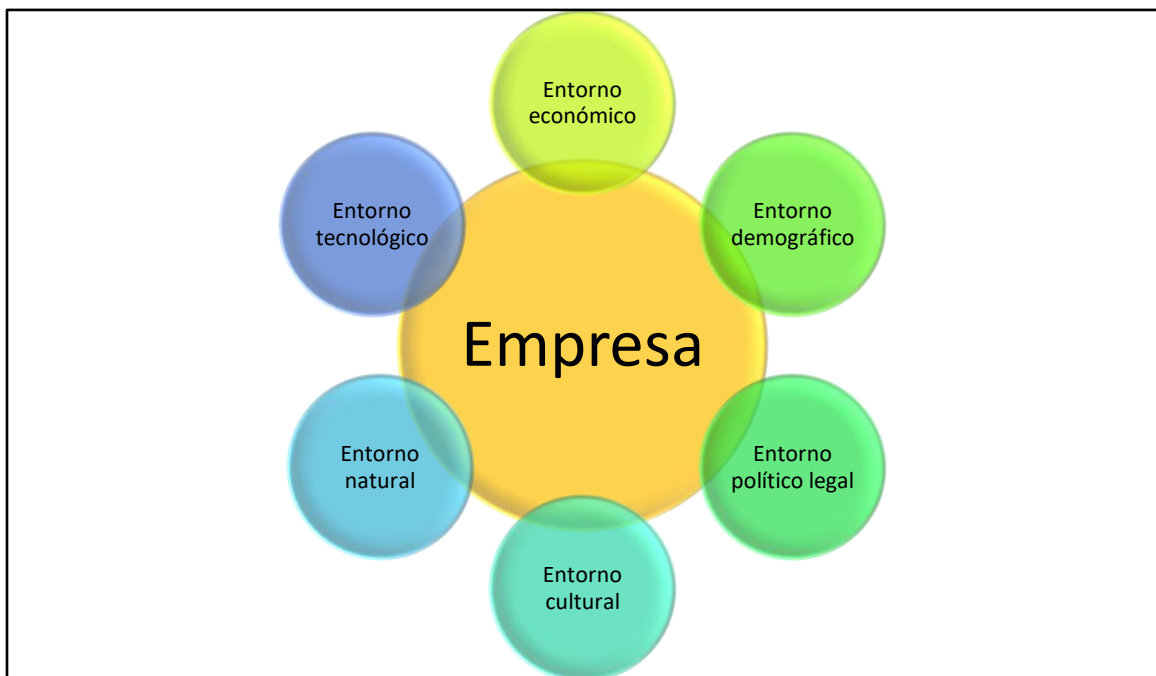 Entorno
económico
Entorno
tecnológico
Entorno
demográfico
Empresa
Entorno
natural
Entorno
político legal
Entorno
cultural